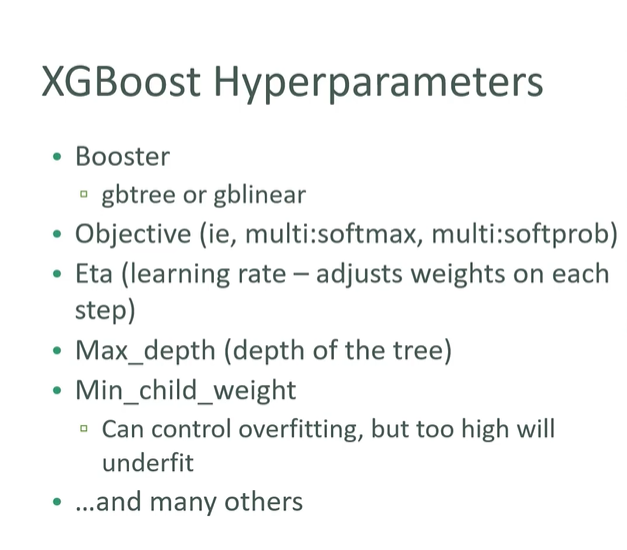 XGBoost Hyperparameters
• Booster
▫ gbtree or gblinear
• Objective (ie, multi:softmax, multi:softprob)
• Eta (learning rate – adjusts weights on each
step)
• Max_depth (depth of the tree)
• Min_child_weight
▫ Can control overfitting, but too high will
underfit
• …and many others